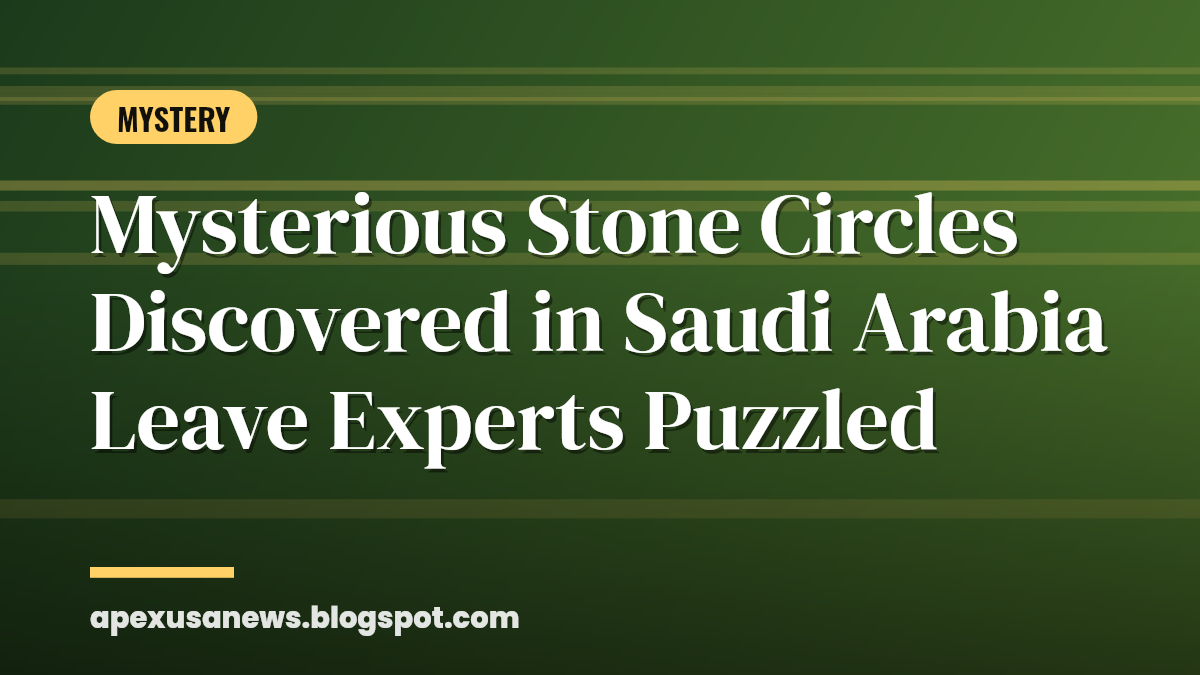 MYSTERY
Mysterious Stone Circles
Discovered in Saudi Arabia
Leave Experts Puzzled
apexusanews.blogspot.com